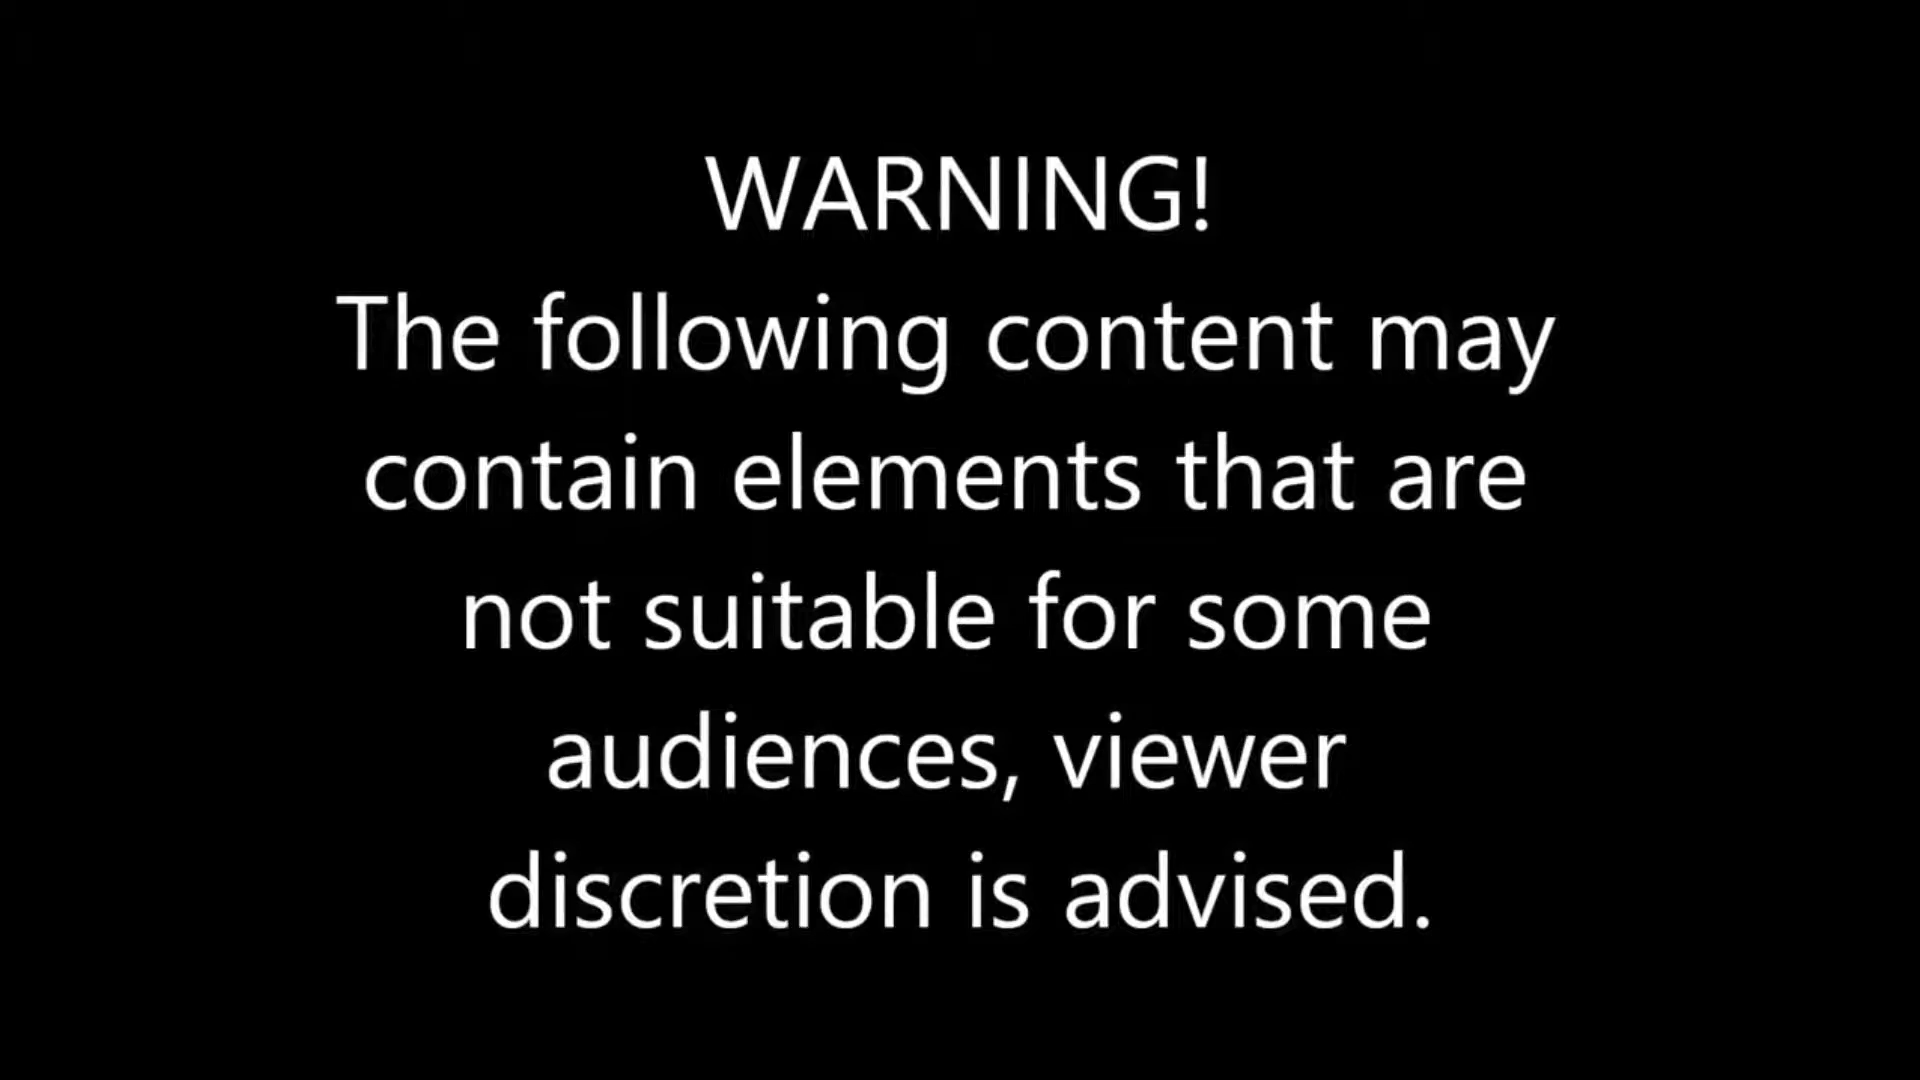 WARNING!
The following content may
contain elements that are
not suitable for some
audiences, viewer
discretion is advised.